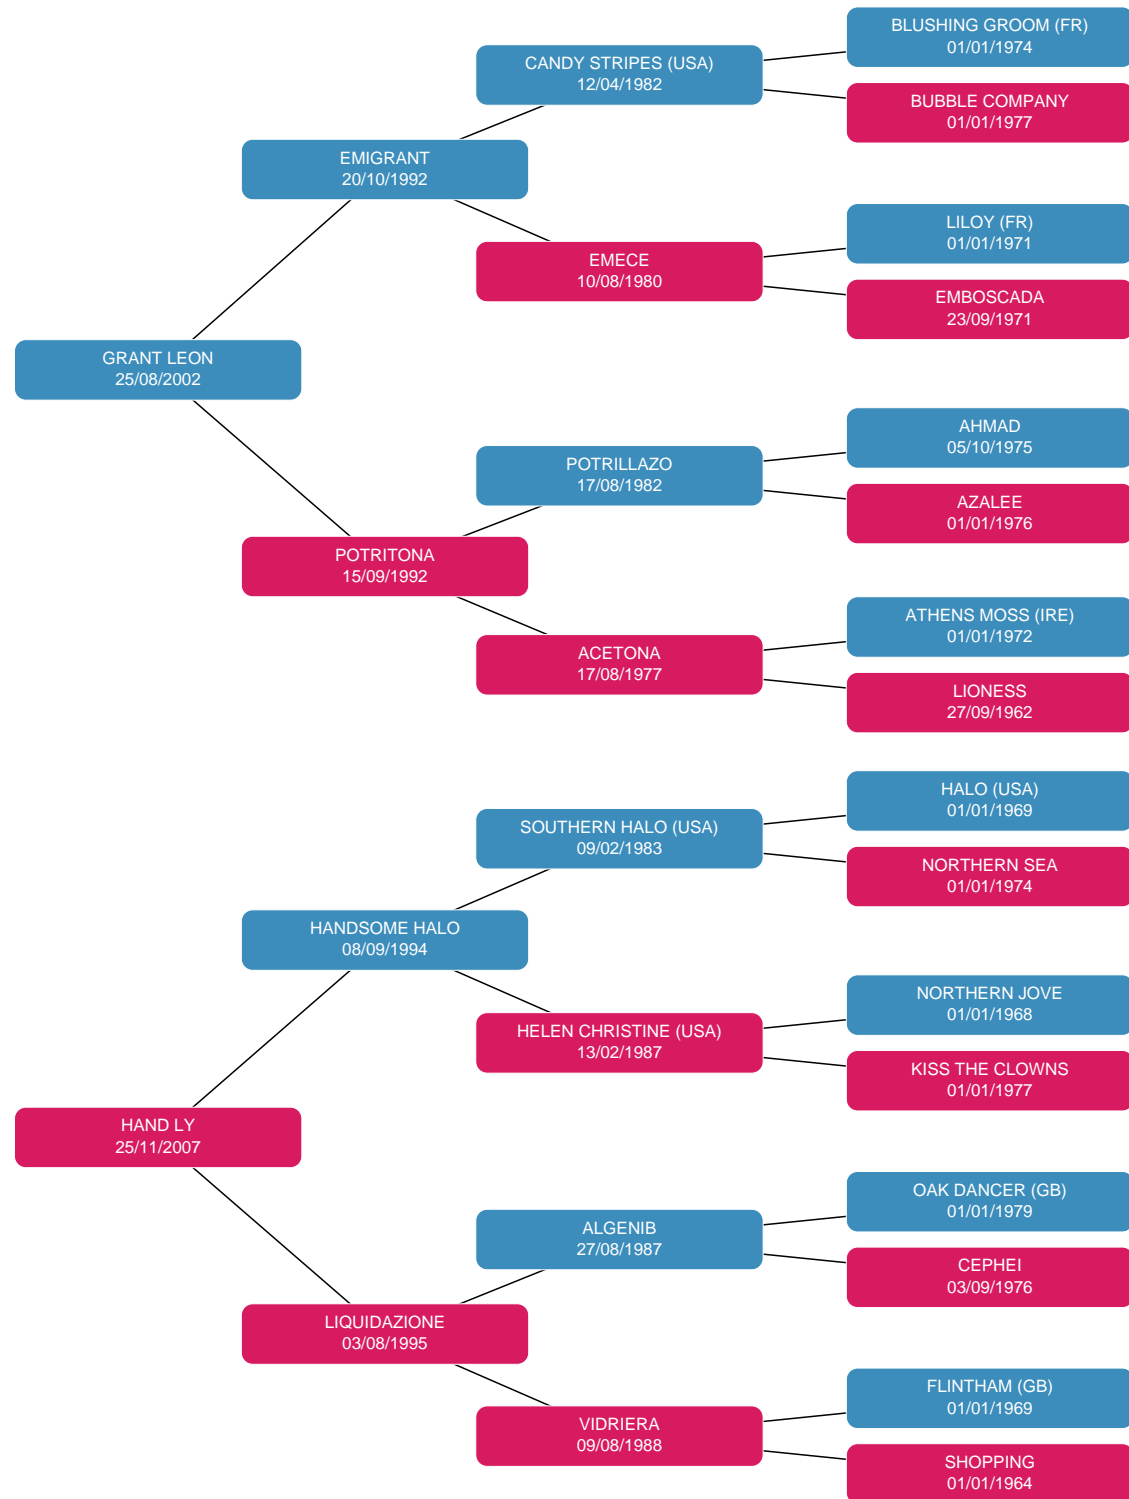 BLUSHING GROOM (FR)
01/01/1974
CANDY STRIPES (USA)
12/04/1982
BUBBLE COMPANY
01/01/1977
EMIGRANT
20/10/1992
LILOY (FR)
01/01/1971
EMECE
10/08/1980
EMBOSCADA
23/09/1971
GRANT LEON
25/08/2002
AHMAD
05/10/1975
POTRILLAZO
17/08/1982
AZALEE
01/01/1976
POTRITONA
15/09/1992
ATHENS MOSS (IRE)
01/01/1972
ACETONA
17/08/1977
LIONESS
27/09/1962
HALO (USA)
01/01/1969
SOUTHERN HALO (USA)
09/02/1983
NORTHERN SEA
01/01/1974
HANDSOME HALO
08/09/1994
NORTHERN JOVE
01/01/1968
HELEN CHRISTINE (USA)
13/02/1987
KISS THE CLOWNS
01/01/1977
HAND LY
25/11/2007
OAK DANCER (GB)
01/01/1979
ALGENIB
27/08/1987
CEPHEI
03/09/1976
LIQUIDAZIONE
03/08/1995
FLINTHAM (GB)
01/01/1969
VIDRIERA
09/08/1988
SHOPPING
01/01/1964